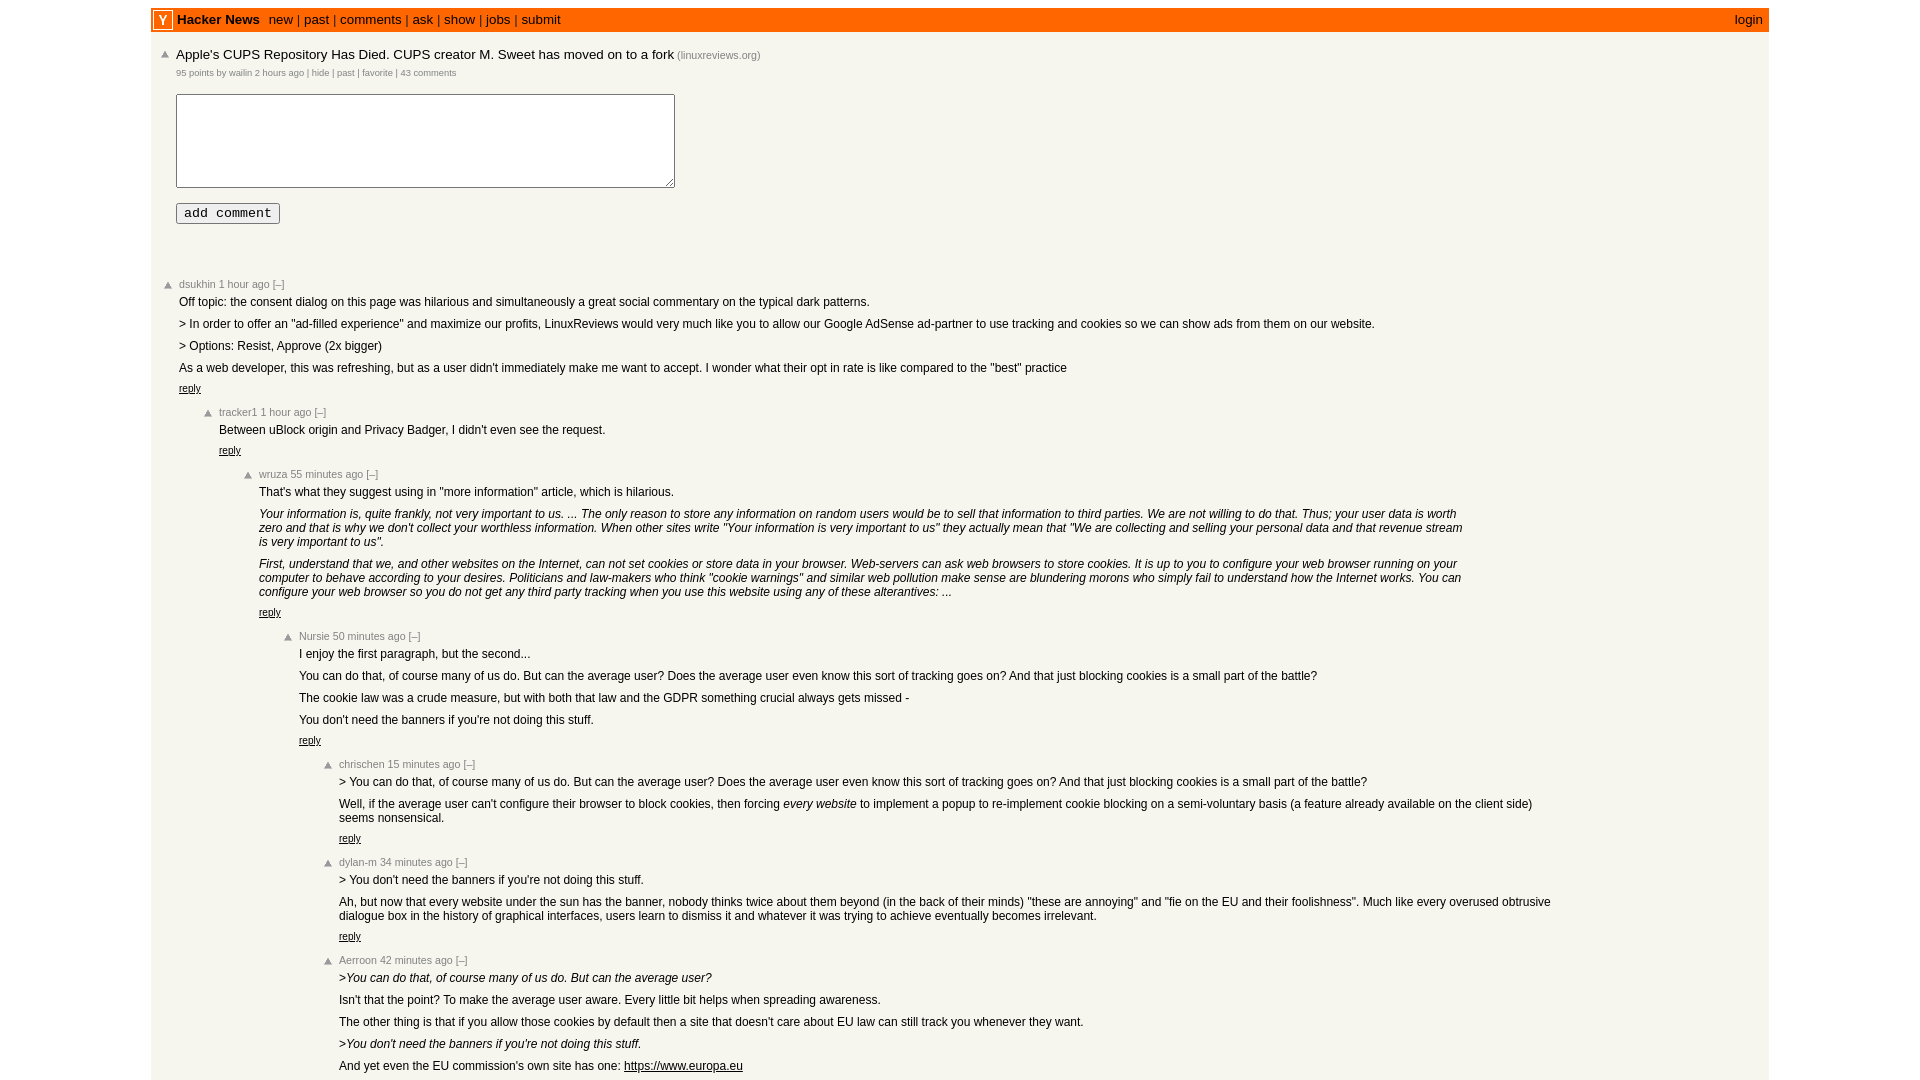 Y Hacker News new | past | comments | ask | show | jobs | submit login
Apple's CUPS Repository Has Died. CUPS creator M. Sweet has moved on to a fork (linuxreviews.org)
95 points by wailin 2 hours ago | hide | past | favorite | 43 comments
add comment
dsukhin 1 hour ago [–]
Off topic: the consent dialog on this page was hilarious and simultaneously a great social commentary on the typical dark patterns.
> In order to offer an "ad-filled experience" and maximize our profits, LinuxReviews would very much like you to allow our Google AdSense ad-partner to use tracking and cookies so we can show ads from them on our website.
> Options: Resist, Approve (2x bigger)
As a web developer, this was refreshing, but as a user didn't immediately make me want to accept. I wonder what their opt in rate is like compared to the "best" practice
reply
tracker1 1 hour ago [–]
Between uBlock origin and Privacy Badger, I didn't even see the request.
reply
wruza 55 minutes ago [–]
That's what they suggest using in "more information" article, which is hilarious.
Your information is, quite frankly, not very important to us. ... The only reason to store any information on random users would be to sell that information to third parties. We are not willing to do that. Thus; your user data is worth
zero and that is why we don't collect your worthless information. When other sites write "Your information is very important to us" they actually mean that "We are collecting and selling your personal data and that revenue stream
is very important to us".
First, understand that we, and other websites on the Internet, can not set cookies or store data in your browser. Web-servers can ask web browsers to store cookies. It is up to you to configure your web browser running on your
computer to behave according to your desires. Politicians and law-makers who think "cookie warnings" and similar web pollution make sense are blundering morons who simply fail to understand how the Internet works. You can
configure your web browser so you do not get any third party tracking when you use this website using any of these alterantives: ...
reply
Nursie 50 minutes ago [–]
I enjoy the first paragraph, but the second...
You can do that, of course many of us do. But can the average user? Does the average user even know this sort of tracking goes on? And that just blocking cookies is a small part of the battle?
The cookie law was a crude measure, but with both that law and the GDPR something crucial always gets missed -
You don't need the banners if you're not doing this stuff.
reply
chrischen 15 minutes ago [–]
> You can do that, of course many of us do. But can the average user? Does the average user even know this sort of tracking goes on? And that just blocking cookies is a small part of the battle?
Well, if the average user can't configure their browser to block cookies, then forcing every website to implement a popup to re-implement cookie blocking on a semi-voluntary basis (a feature already available on the client side)
seems nonsensical.
reply
dylan-m 34 minutes ago [–]
> You don't need the banners if you're not doing this stuff.
Ah, but now that every website under the sun has the banner, nobody thinks twice about them beyond (in the back of their minds) "these are annoying" and "fie on the EU and their foolishness". Much like every overused obtrusive
dialogue box in the history of graphical interfaces, users learn to dismiss it and whatever it was trying to achieve eventually becomes irrelevant.
reply
Aerroon 42 minutes ago [–]
>You can do that, of course many of us do. But can the average user?
Isn't that the point? To make the average user aware. Every little bit helps when spreading awareness.
The other thing is that if you allow those cookies by default then a site that doesn't care about EU law can still track you whenever they want.
>You don't need the banners if you're not doing this stuff.
And yet even the EU commission's own site has one: https://www.europa.eu